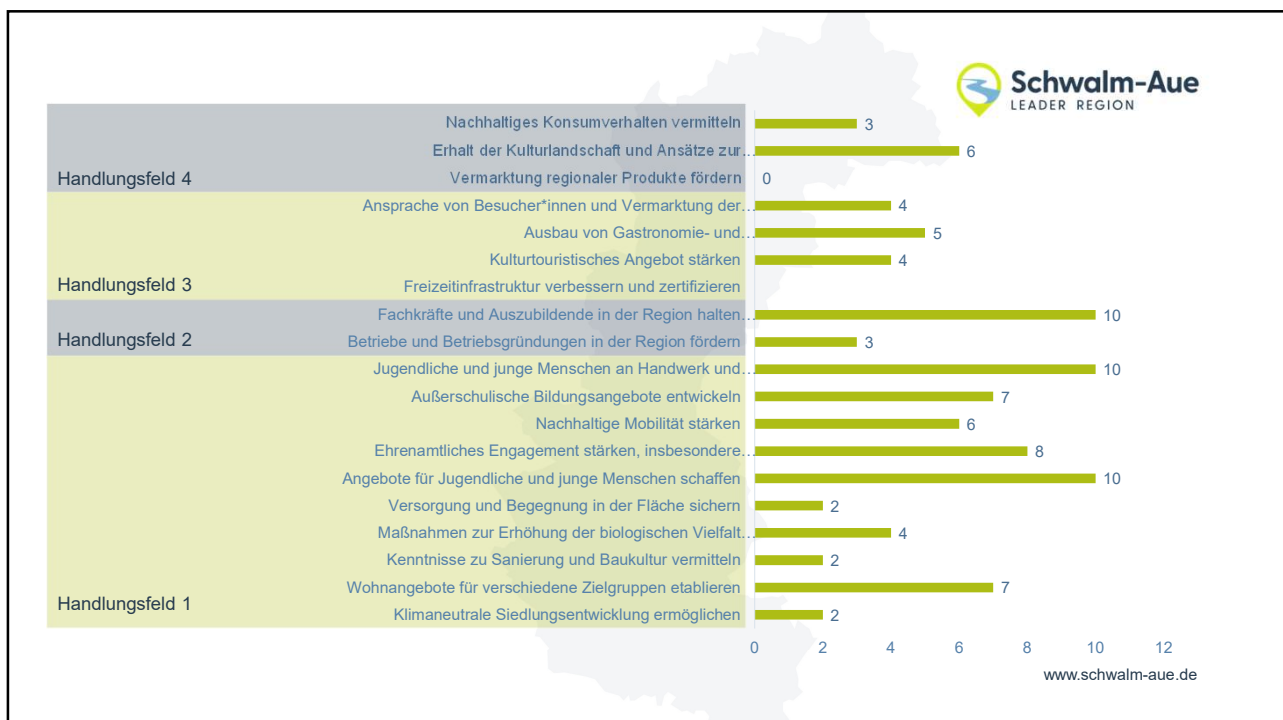 Schwalm-Aue
LEADER REGION
Nachhaltiges Konsumverhalten vermitteln 3
Erhalt der Kulturlandschaft und Ansätze zur… 6
Handlungsfeld 4 Vermarktung regionaler Produkte fördern 0
Ansprache von Besucher*innen und Vermarktung der… 4
Ausbau von Gastronomie- und… 5
Kulturtouristisches Angebot stärken 4
Handlungsfeld 3 Freizeitinfrastruktur verbessern und zertifizieren
Fachkräfte und Auszubildende in der Region halten… 10
Handlungsfeld 2 Betriebe und Betriebsgründungen in der Region fördern 3
Jugendliche und junge Menschen an Handwerk und… 10
Außerschulische Bildungsangebote entwickeln 7
Nachhaltige Mobilität stärken 6
Ehrenamtliches Engagement stärken, insbesondere… 8
Angebote für Jugendliche und junge Menschen schaffen 10
Versorgung und Begegnung in der Fläche sichern 2
Maßnahmen zur Erhöhung der biologischen Vielfalt… 4
Kenntnisse zu Sanierung und Baukultur vermitteln 2
Wohnangebote für verschiedene Zielgruppen etablieren 7
Handlungsfeld 1 Klimaneutrale Siedlungsentwicklung ermöglichen 2
0 2 4 6 8 10 12
www.schwalm-aue.de